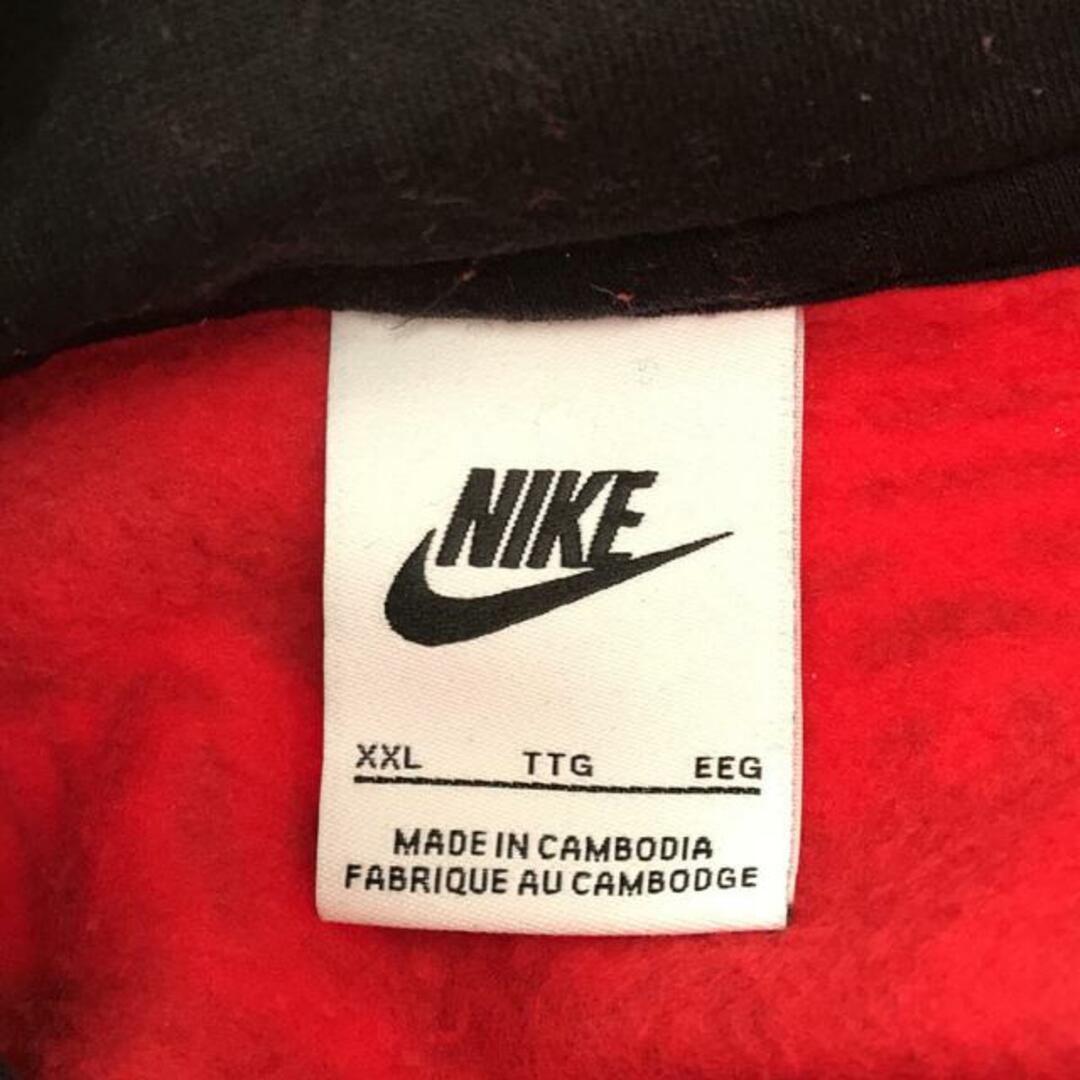 NIKE
XXL TTG EEG
MADE IN CAMBODIA
FABRIQUE AU CAMBODGE